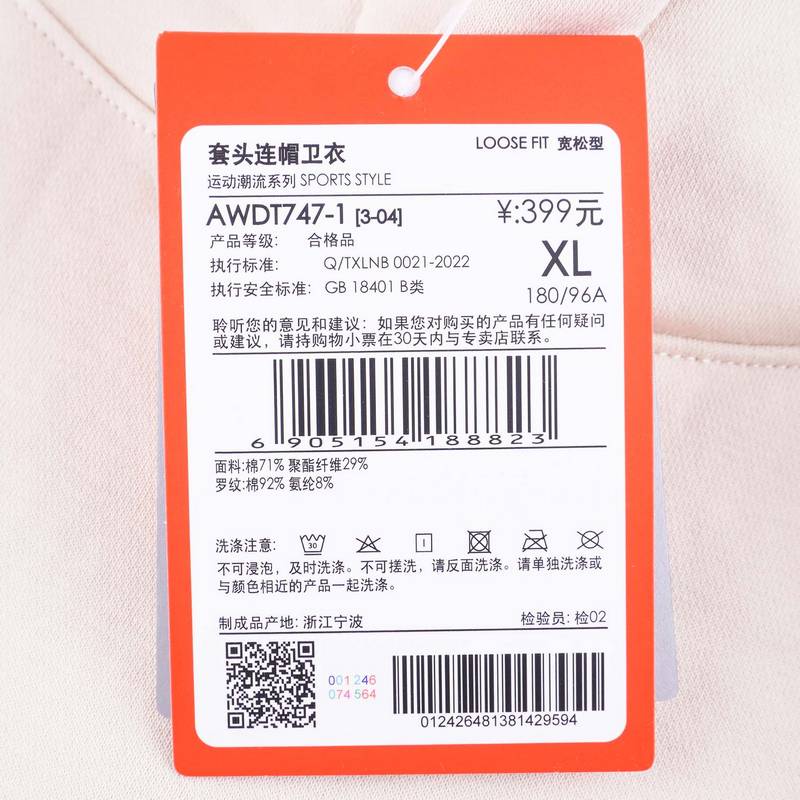 套头连帽卫衣
LOOSE FIT 宽松型
运动潮流系列 SPORTS STYLE
AWDT747-1 [3-04]
¥:399元
产品等级: 合格品
执行标准: Q/TXLNB 0021-2022
XL
执行安全标准: GB 18401 B类
180/96A
聆听您的意见和建议: 如果您对购买的产品有任何疑问
或建议, 请持购物小票在30天内与专卖店联系。
6 905154 188823
面料:棉71% 聚酯纤维29%
罗纹:棉92% 氨纶8%
洗涤注意: 30
不可浸泡, 及时洗涤。不可搓洗, 请反面洗涤。请单独洗涤或
与颜色相近的产品一起洗涤。
制成品产地: 浙江宁波
检验员: 检02
001 246
074 564
012426481381429594